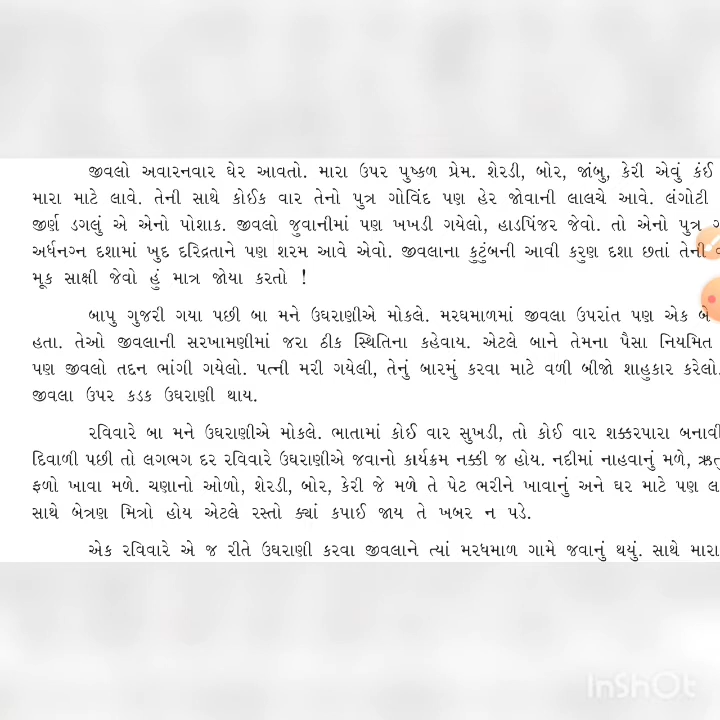 જીવલો અવારનવાર ઘેર આવતો. મારા ઉપર પુષ્કળ પ્રેમ. શેરડી, બોર, જાંબુ, કેરી એવું કંઈ
મારા માટે લાવે. તેની સાથે કોઈક વાર તેનો પુત્ર ગોવિંદ પણ હેર જોવાની લાલચે આવે. લંગોટી
જીર્ણ ડગલું એ એનો પોશાક. જીવલો જુવાનીમાં પણ ખખડી ગયેલો, હાડપિંજર જેવો. તો એનો પુત્ર
અર્ધનગ્ન દશામાં ખુદ દરિદ્રતાને પણ શરમ આવે એવો. જીવલાના કુટુંબની આવી કરુણ દશા છતાં તેની
મૂક સાક્ષી જેવો હું માત્ર જોયા કરતો !
બાપુ ગુજરી ગયા પછી બા મને ઉઘરાણીએ મોકલે. મરઘમાળમાં જીવલા ઉપરાંત પણ એક બે
હતા. તેઓ જીવલાની સરખામણીમાં જરા ઠીક સ્થિતિના કહેવાય. એટલે બાને તેમના પૈસા નિયમિત
પણ જીવલો તદન ભાંગી ગયેલો. પત્ની મરી ગયેલી, તેનું બારમું કરવા માટે વળી બીજો શાહુકાર કરેલો.
જીવલા ઉપર કડક ઉઘરાણી થાય.
રવિવારે બા મને ઉઘરાણીએ મોકલે. ભાતામાં કોઈ વાર સુખડી, તો કોઈ વાર શક્કરપારા બનાવી
દિવાળી પછી તો લગભગ દર રવિવારે ઉઘરાણીએ જવાનો કાર્યક્રમ નક્કી જ હોય. નદીમાં નાહવાનું મળે,
ફળો ખાવા મળે. ચણાનો ઓળો, શેરડી, બોર, કેરી જે મળે તે પેટ ભરીને ખાવાનું અને ઘર માટે પણ
સાથે બેત્રણ મિત્રો હોય એટલે રસ્તો ક્યાં કપાઈ જાય તે ખબર ન પડે.
એક રવિવારે એ જ રીતે ઉઘરાણી કરવા જીવલાને ત્યાં મરધમાળ ગામે જવાનું થયું. સાથે મારા
InShOt